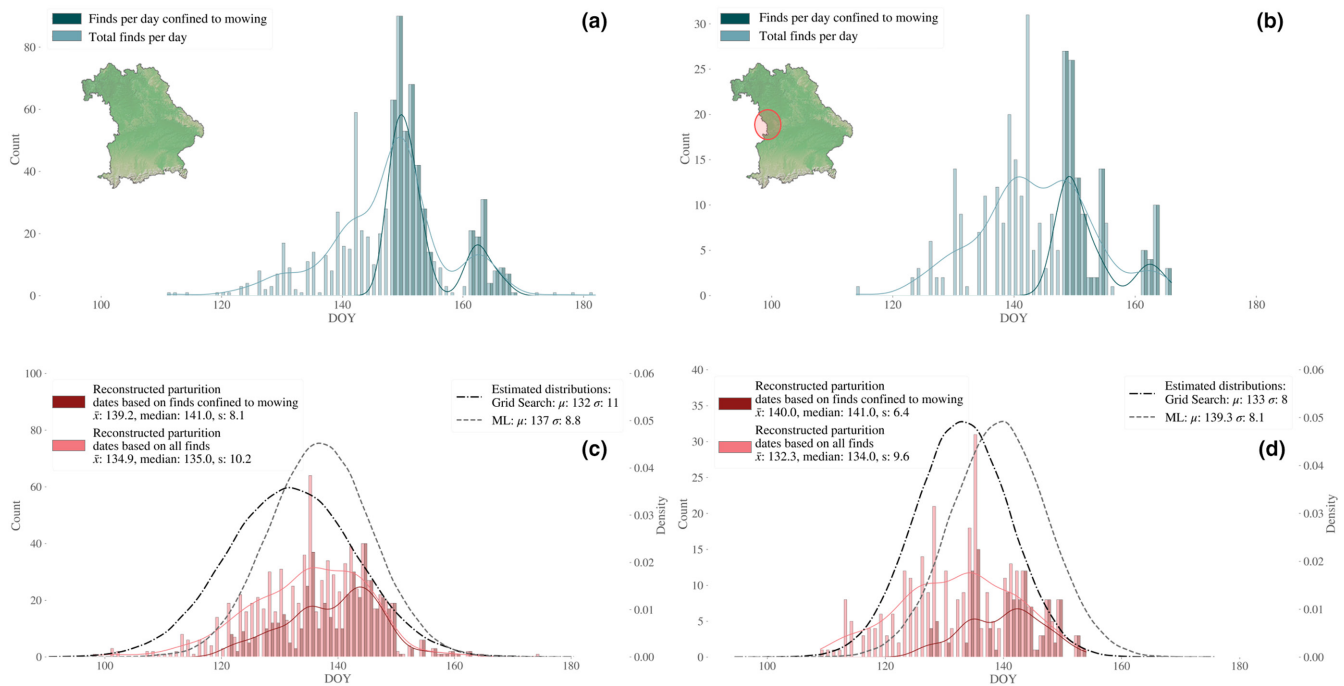 Finds per day confined to mowing
Total finds per day
(a)
80
60
40
20
0
Count
100
120
140
160
180
DOY
Finds per day confined to mowing
Total finds per day
(b)
30
25
20
15
10
5
0
Count
100
120
140
160
180
DOY
Reconstructed parturition
dates based on finds confined to mowing
x̄: 139.2, median: 141.0, s: 8.1
Reconstructed parturition
dates based on all finds
x̄: 134.9, median: 135.0, s: 10.2
Estimated distributions:
Grid Search: μ: 132 σ: 11
ML: μ: 137 σ: 8.8
(c)
100
80
60
40
20
0
Count
0.06
0.05
0.04
0.03
0.02
0.01
0.00
Density
100
120
140
160
180
DOY
Reconstructed parturition
dates based on finds confined to mowing
x̄: 140.0, median: 141.0, s: 6.4
Reconstructed parturition
dates based on all finds
x̄: 132.3, median: 134.0, s: 9.6
Estimated distributions:
Grid Search: μ: 133 σ: 8
ML: μ: 139.3 σ: 8.1
(d)
40
35
30
25
20
15
10
5
0
Count
0.06
0.05
0.04
0.03
0.02
0.01
0.00
Density
100
120
140
160
180
DOY